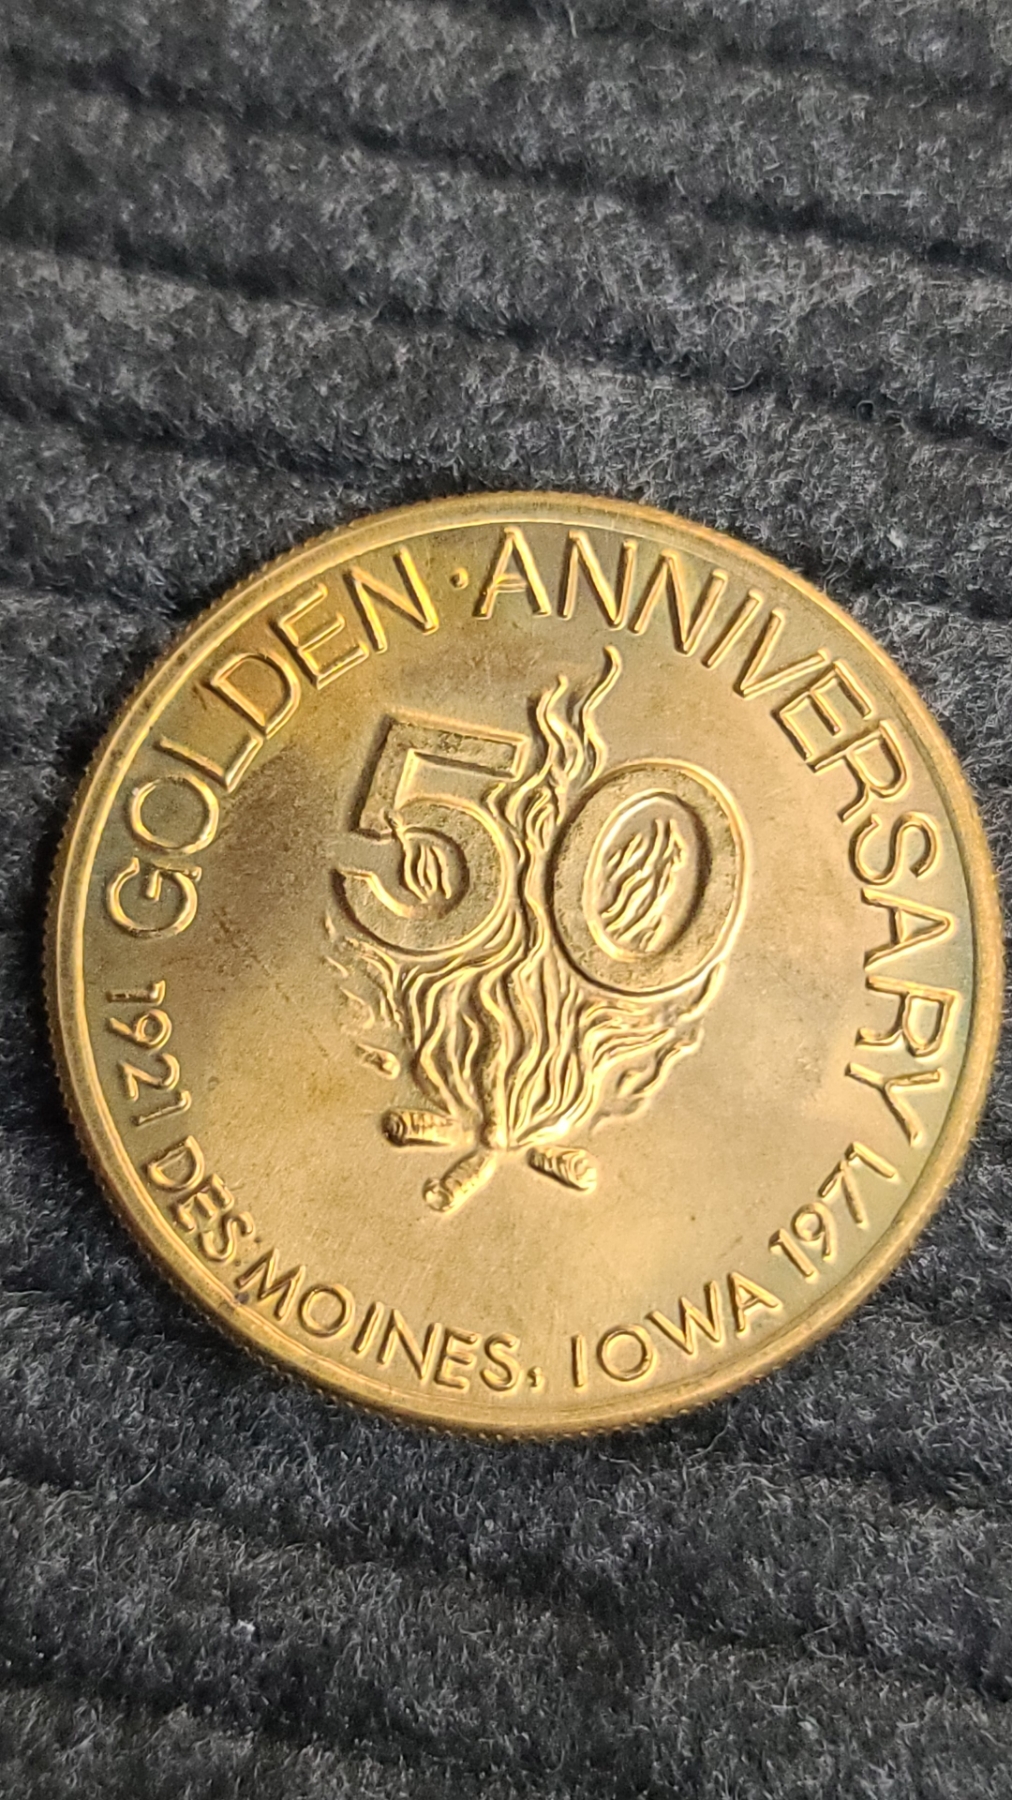 GOLDEN · ANNIVERSARY
50
1921 DES·MOINES, IOWA 1971